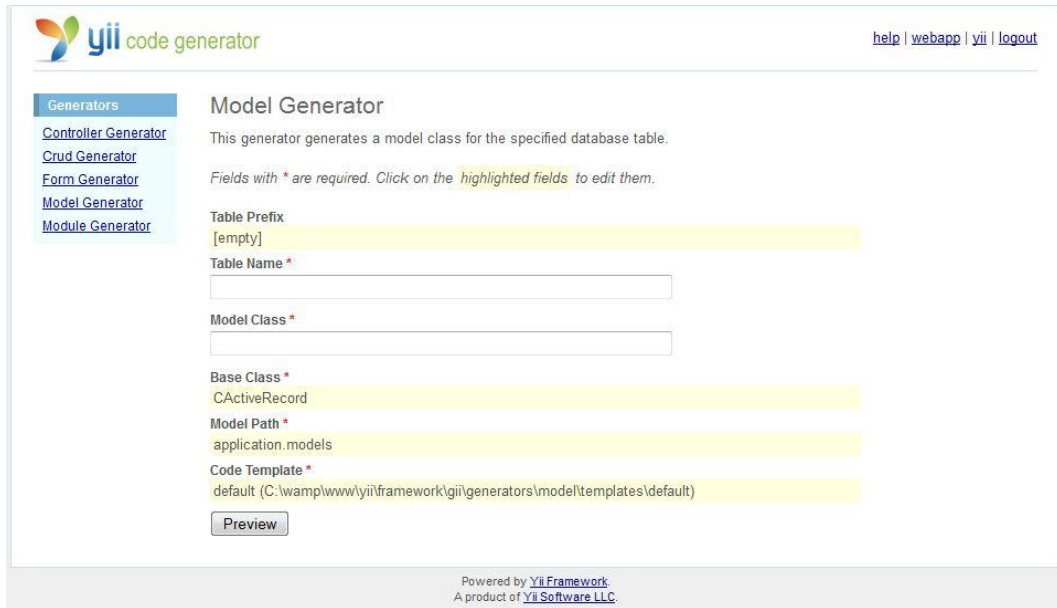 yii code generator
help | webapp | yii | logout
Generators
Controller Generator
Crud Generator
Form Generator
Model Generator
Module Generator
Model Generator
This generator generates a model class for the specified database table.
Fields with * are required. Click on the highlighted fields to edit them.
Table Prefix
[empty]
Table Name *
Model Class *
Base Class *
CActiveRecord
Model Path *
application.models
Code Template *
default (C:\wamp\www\yii\framework\gii\generators\model\templates\default)
Preview
Powered by Yii Framework.
A product of Yii Software LLC.